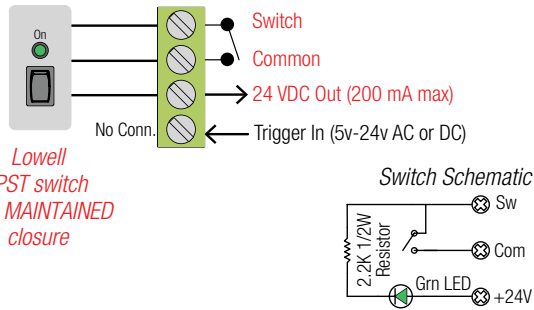 On
Switch
Common
24 VDC Out (200 mA max)
No Conn.
Trigger In (5v-24v AC or DC)
Lowell
PST switch
MAINTAINED
closure
Switch Schematic
Sw
2.2K 1/2W
Resistor
Com
Grn LED
+24V